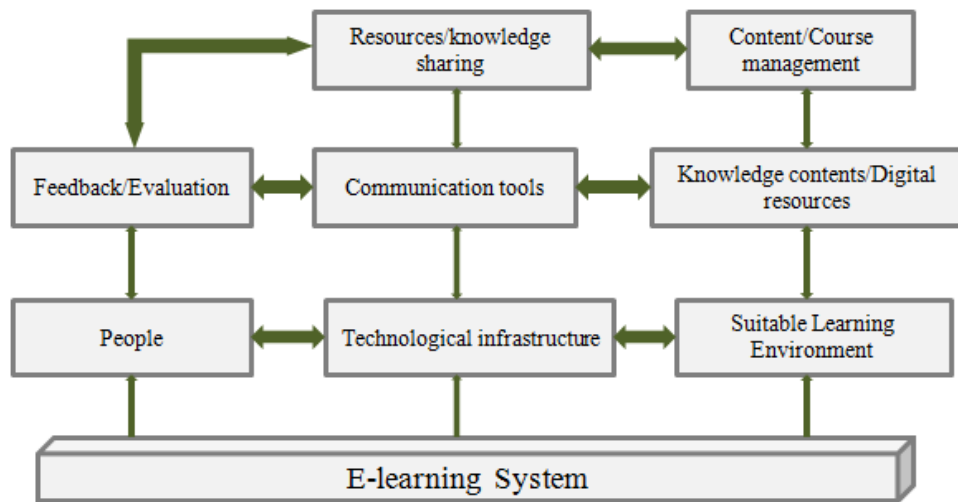 Resources/knowledge
sharing
Content/Course
management
Feedback/Evaluation
Communication tools
Knowledge contents/Digital
resources
People
Technological infrastructure
Suitable Learning
Environment
E-learning System